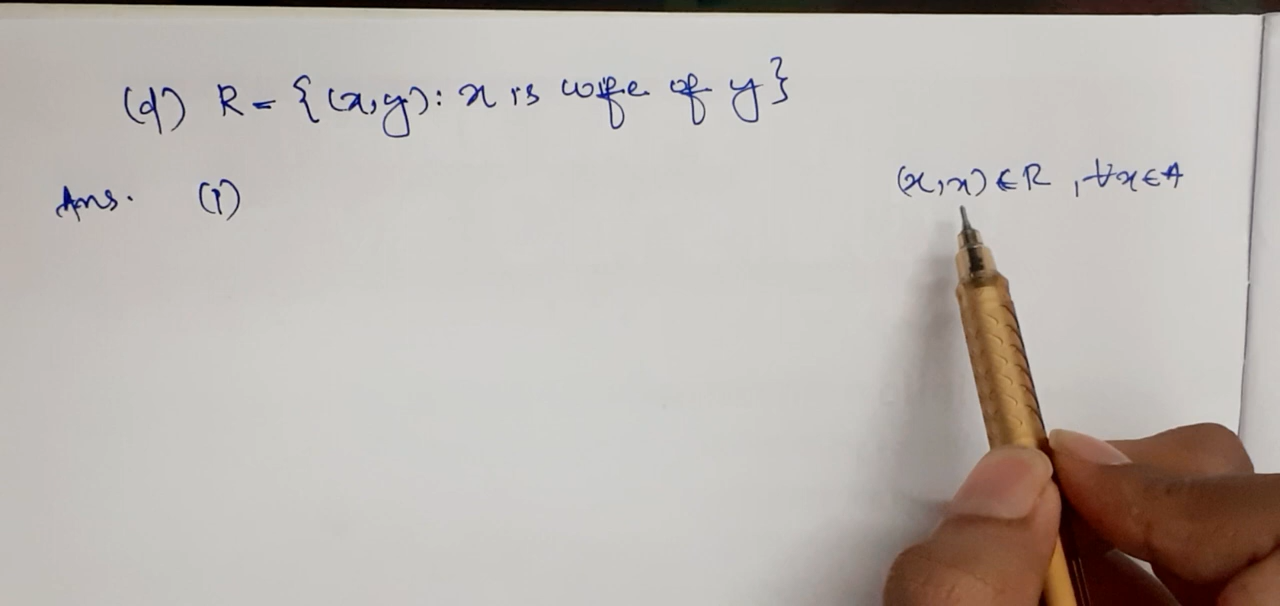 (d) R = {(x,y): x is wife of y}
Ans. (i)
(x,x) ∈ R , ∀x∈A